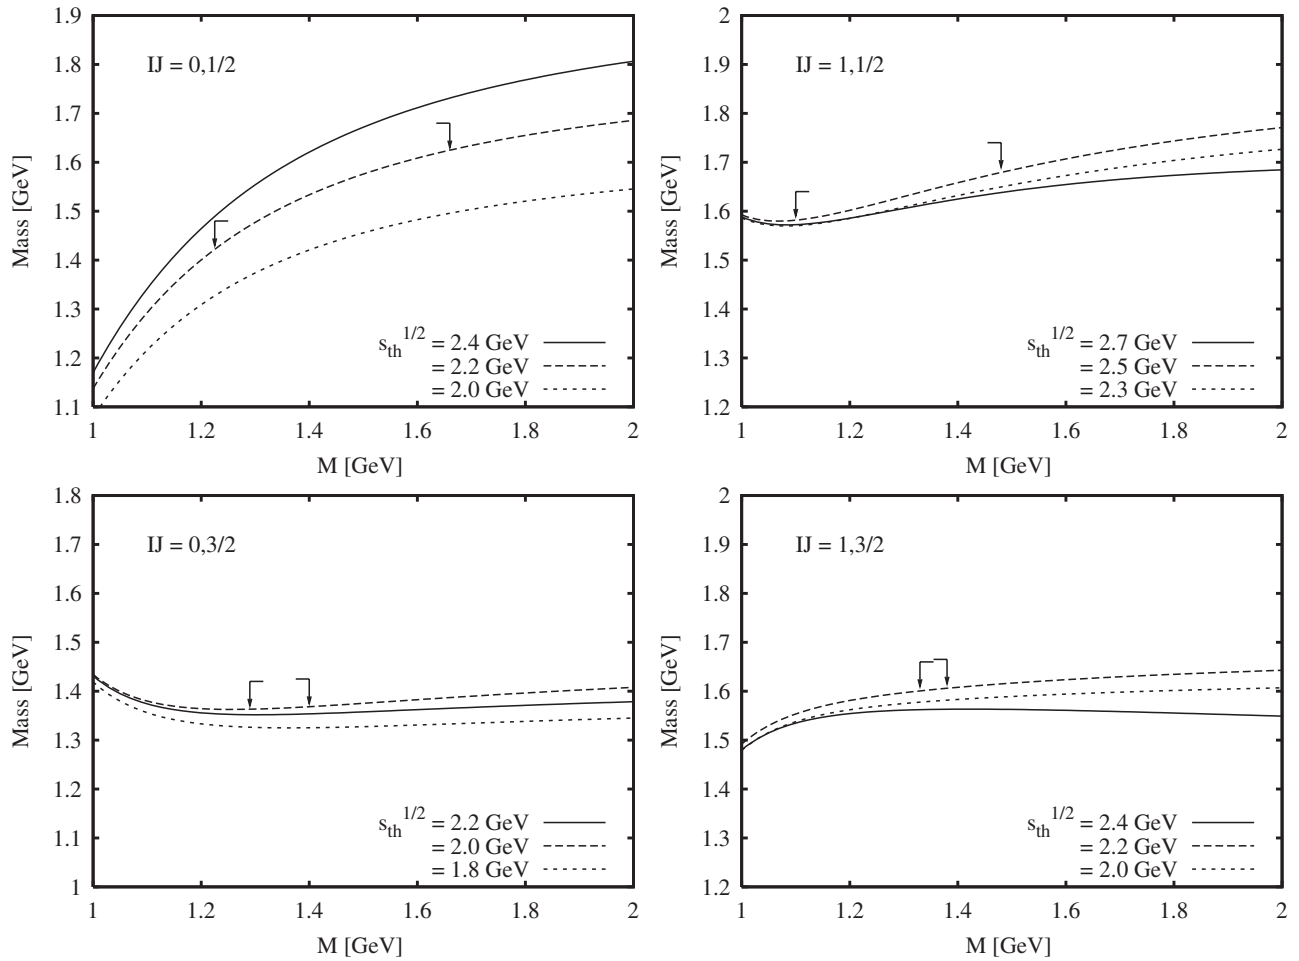 1.9
1.8
1.7
1.6
1.5
1.4
1.3
1.2
1.1
Mass [GeV]
IJ = 0,1/2
s_th^1/2 = 2.4 GeV
= 2.2 GeV
= 2.0 GeV
1 1.2 1.4 1.6 1.8 2
M [GeV]
2
1.9
1.8
1.7
1.6
1.5
1.4
1.3
1.2
Mass [GeV]
IJ = 1,1/2
s_th^1/2 = 2.7 GeV
= 2.5 GeV
= 2.3 GeV
1 1.2 1.4 1.6 1.8 2
M [GeV]
1.8
1.7
1.6
1.5
1.4
1.3
1.2
1.1
1
Mass [GeV]
IJ = 0,3/2
s_th^1/2 = 2.2 GeV
= 2.0 GeV
= 1.8 GeV
1 1.2 1.4 1.6 1.8 2
M [GeV]
2
1.9
1.8
1.7
1.6
1.5
1.4
1.3
1.2
Mass [GeV]
IJ = 1,3/2
s_th^1/2 = 2.4 GeV
= 2.2 GeV
= 2.0 GeV
1 1.2 1.4 1.6 1.8 2
M [GeV]